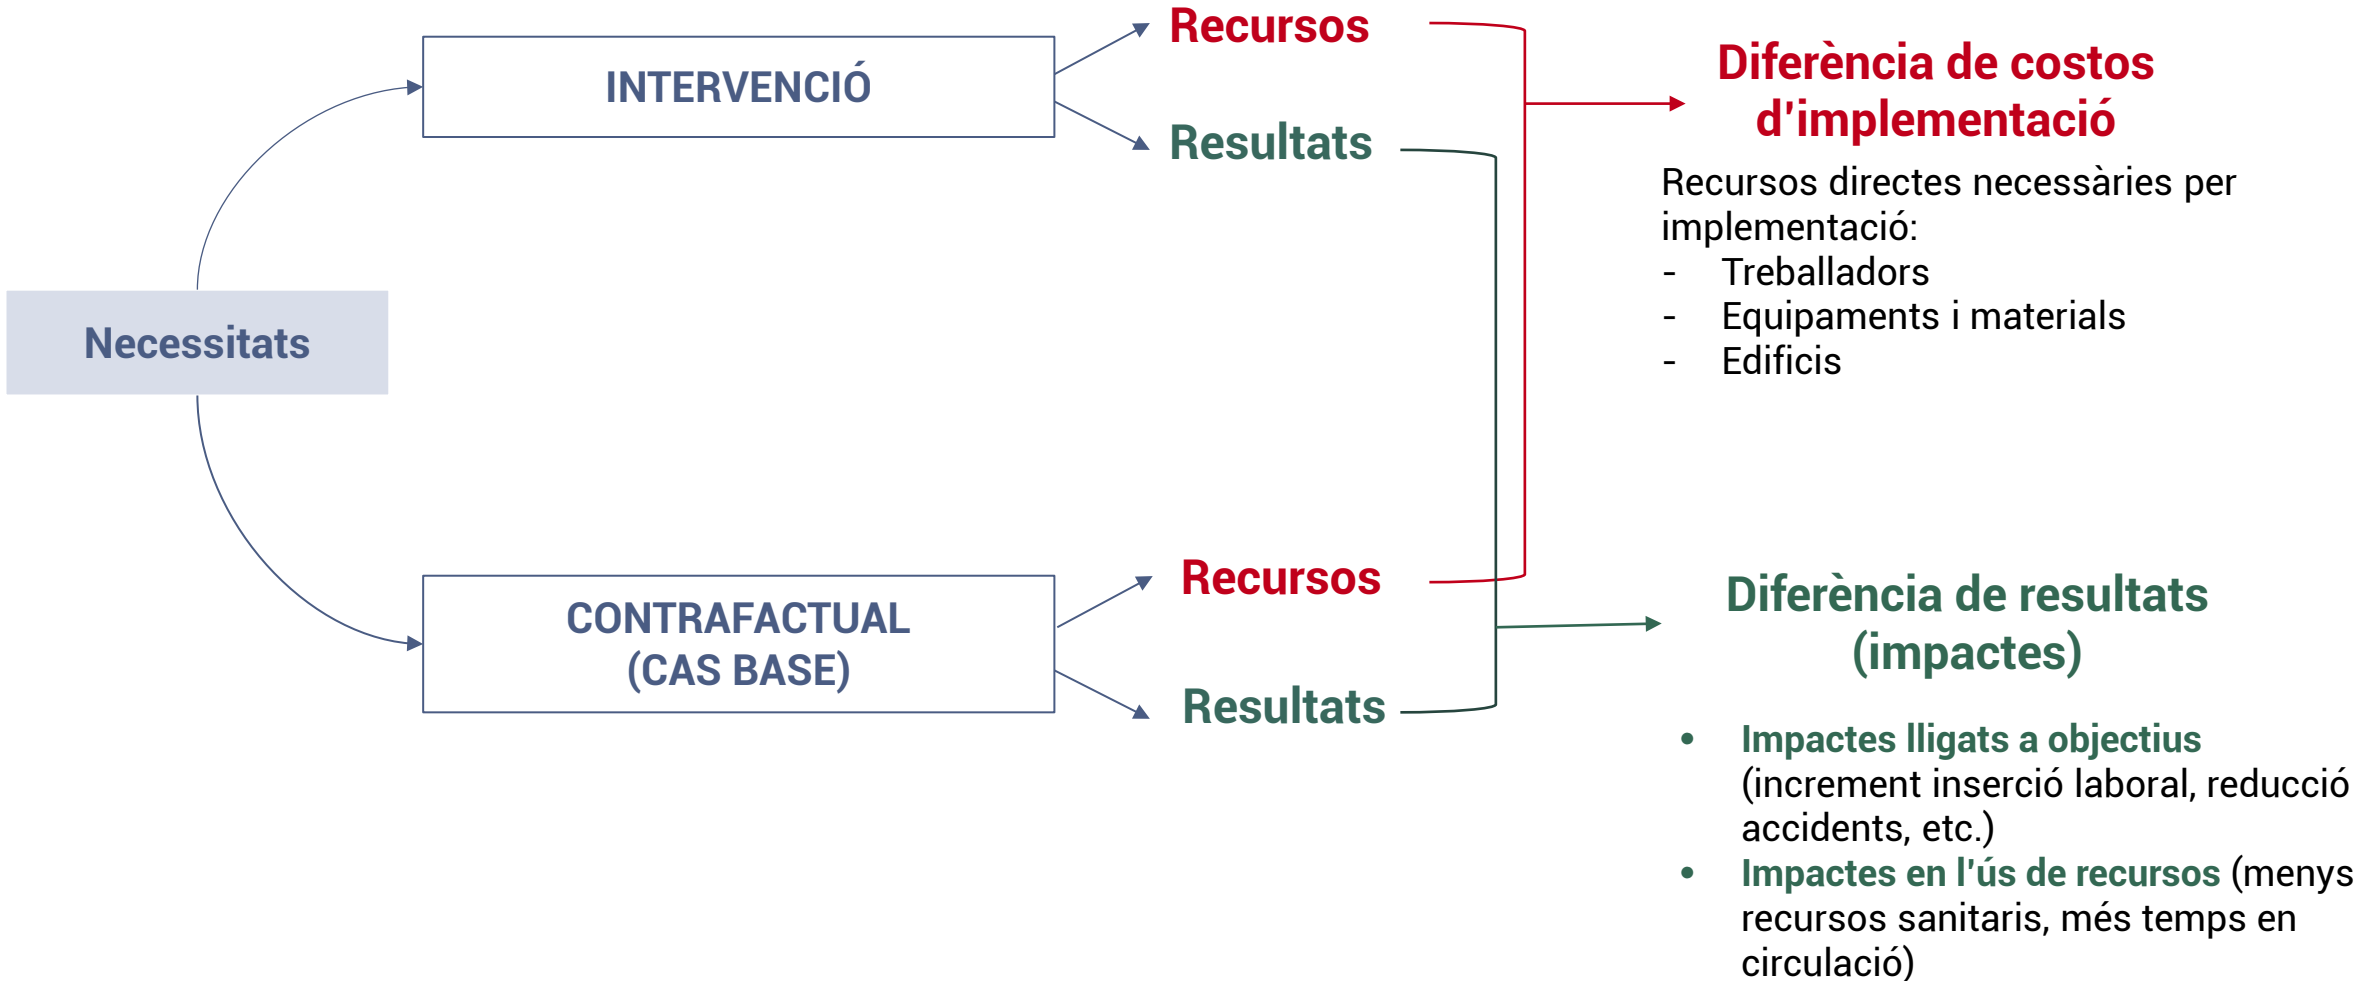 Necessitats
INTERVENCIÓ
Recursos
Resultats
CONTRAFACTUAL
(CAS BASE)
Recursos
Resultats
Diferència de costos
d'implementació
Recursos directes necessàries per
implementació:
- Treballadors
- Equipaments i materials
- Edificis
Diferència de resultats
(impactes)
• Impactes lligats a objectius
(increment inserció laboral, reducció
accidents, etc.)
• Impactes en l'ús de recursos (menys
recursos sanitaris, més temps en
circulació)